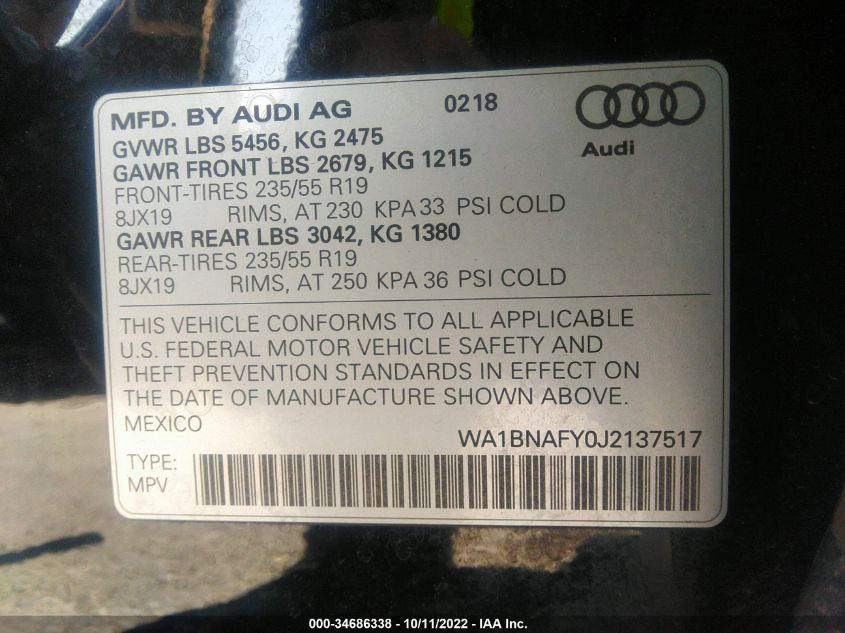 MFD. BY AUDI AG 0218
Audi
GVWR LBS 5456, KG 2475
GAWR FRONT LBS 2679, KG 1215
FRONT-TIRES 235/55 R19
8JX19 RIMS, AT 230 KPA 33 PSI COLD
GAWR REAR LBS 3042, KG 1380
REAR-TIRES 235/55 R19
8JX19 RIMS, AT 250 KPA 36 PSI COLD
THIS VEHICLE CONFORMS TO ALL APPLICABLE
U.S. FEDERAL MOTOR VEHICLE SAFETY AND
THEFT PREVENTION STANDARDS IN EFFECT ON
THE DATE OF MANUFACTURE SHOWN ABOVE.
MEXICO
WA1BNAFY0J2137517
TYPE:
MPV
000-34686338 - 10/11/2022 - IAA Inc.